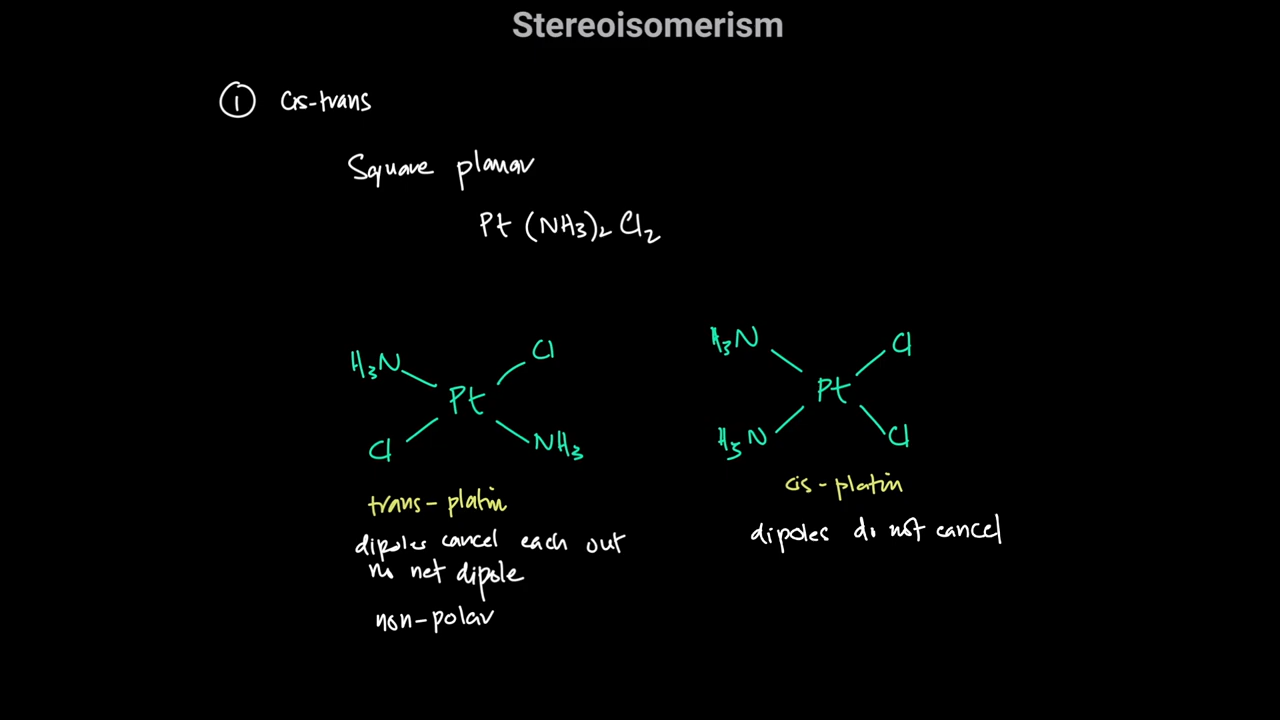 Stereoisomerism
① cis-trans
Square planar
Pt (NH3)2 Cl2
H3N Cl
Pt
Cl NH3
trans-platin
dipoles cancel each out
no net dipole
non-polar
H3N Cl
Pt
H3N Cl
cis-platin
dipoles do not cancel